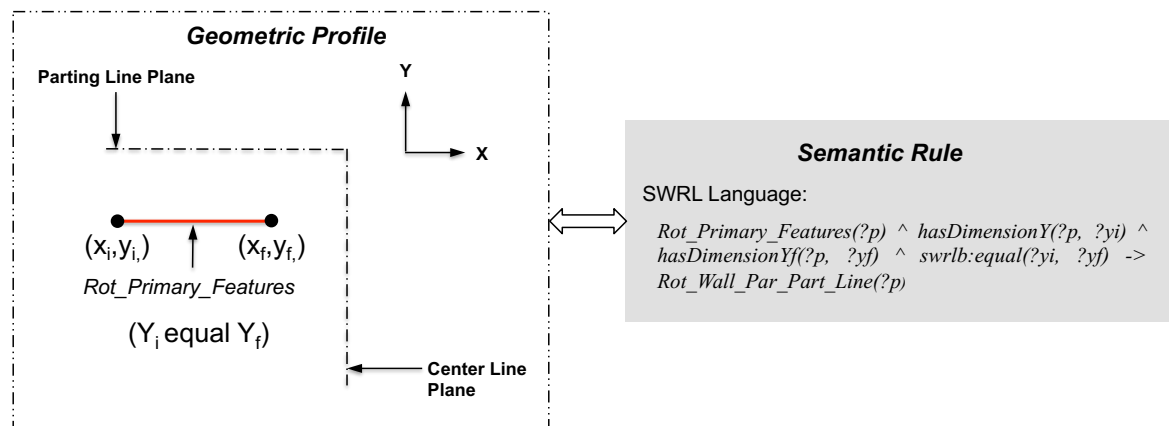 Geometric Profile
Parting Line Plane
Y
X
(xi,yi,)
(xf,yf,)
Rot_Primary_Features
(Yi equal Yf)
Center Line
Plane
Semantic Rule
SWRL Language:
Rot_Primary_Features(?p) ^ hasDimensionY(?p, ?yi) ^
hasDimensionYf(?p, ?yf) ^ swrlb:equal(?yi, ?yf) ->
Rot_Wall_Par_Part_Line(?p)